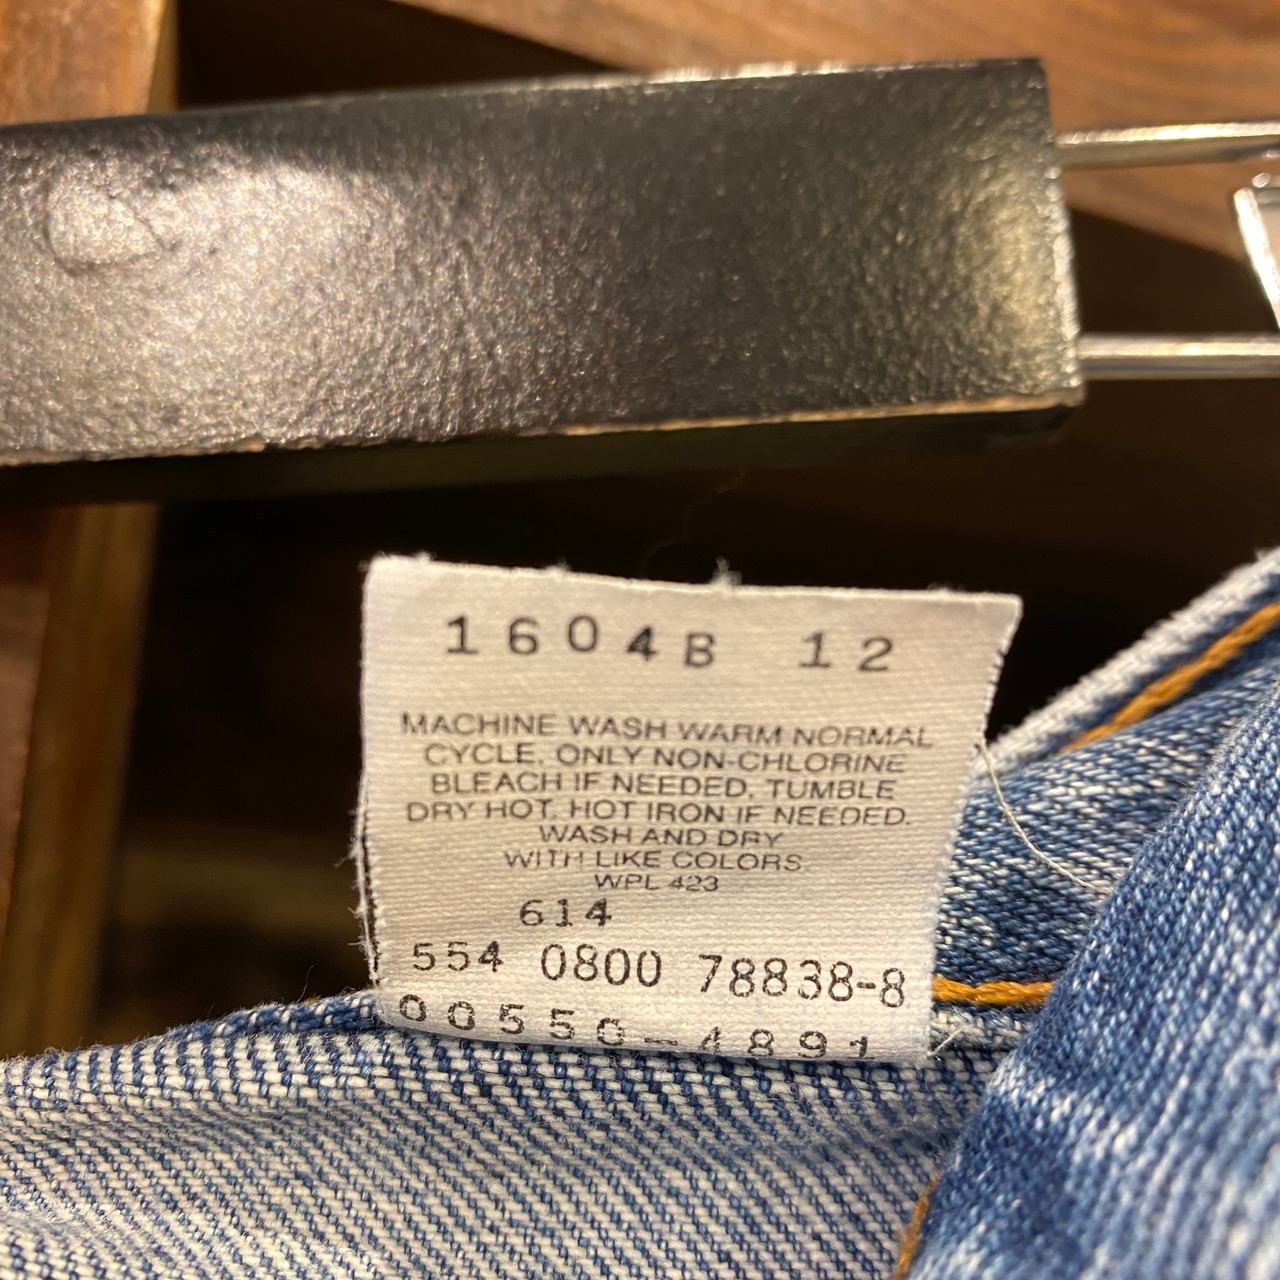 1604B 12
MACHINE WASH WARM NORMAL
CYCLE. ONLY NON-CHLORINE
BLEACH IF NEEDED. TUMBLE
DRY HOT. HOT IRON IF NEEDED.
WASH AND DRY
WITH LIKE COLORS
WPL 423
614
554 0800 78838-8
00550-4891